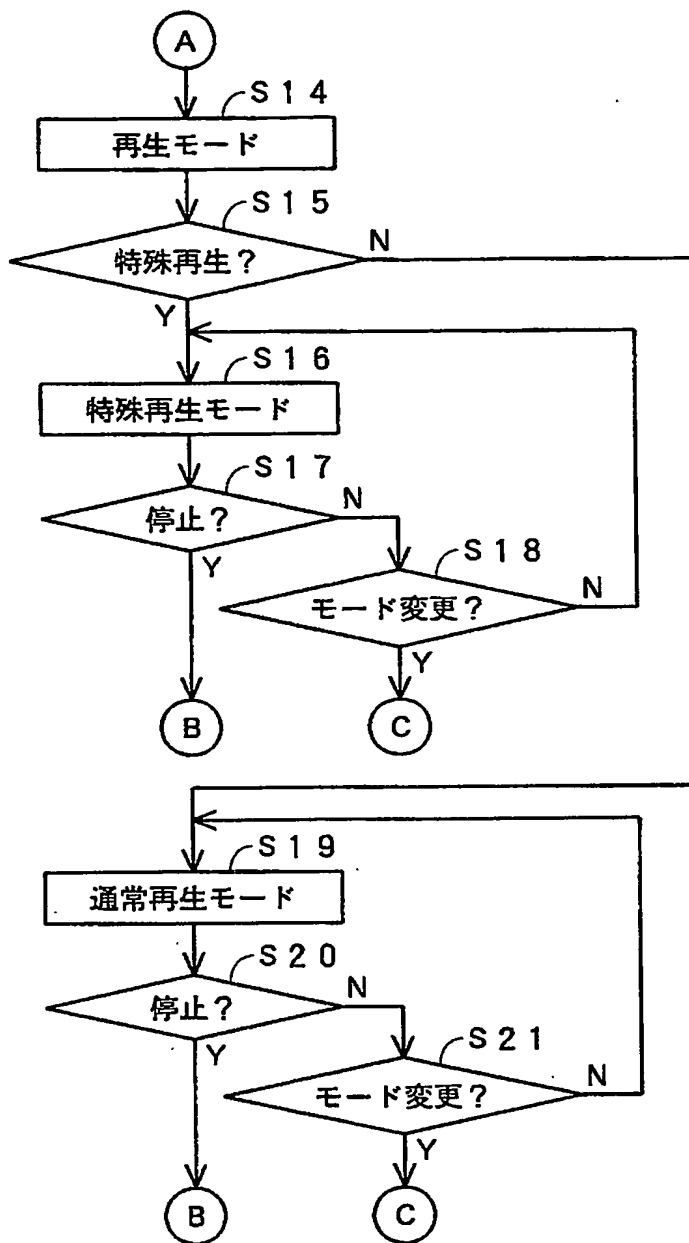 A
S14
再生モード
S15
特殊再生?
N
Y
S16
特殊再生モード
S17
停止?
N
Y
S18
モード変更?
N
Y
B
C
S19
通常再生モード
S20
停止?
N
Y
S21
モード変更?
N
Y
B
C